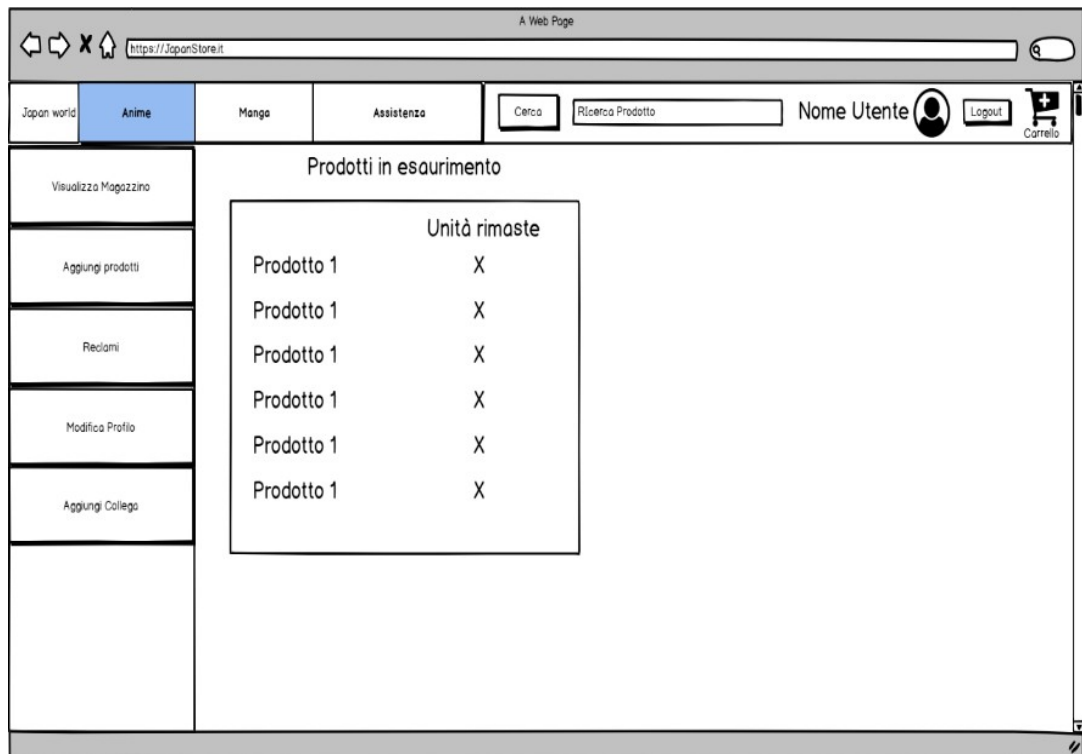 A Web Page
https://JapanStore.it
Japan world
Anime
Manga
Assistenza
Cerca
RIcerca Prodotto
Nome Utente
Logout
Carrello
Visualizza Magazzino
Aggiungi prodotti
Reclami
Modifica Profilo
Aggiungi Collega
Prodotti in esaurimento
Unità rimaste
Prodotto 1 X
Prodotto 1 X
Prodotto 1 X
Prodotto 1 X
Prodotto 1 X
Prodotto 1 X